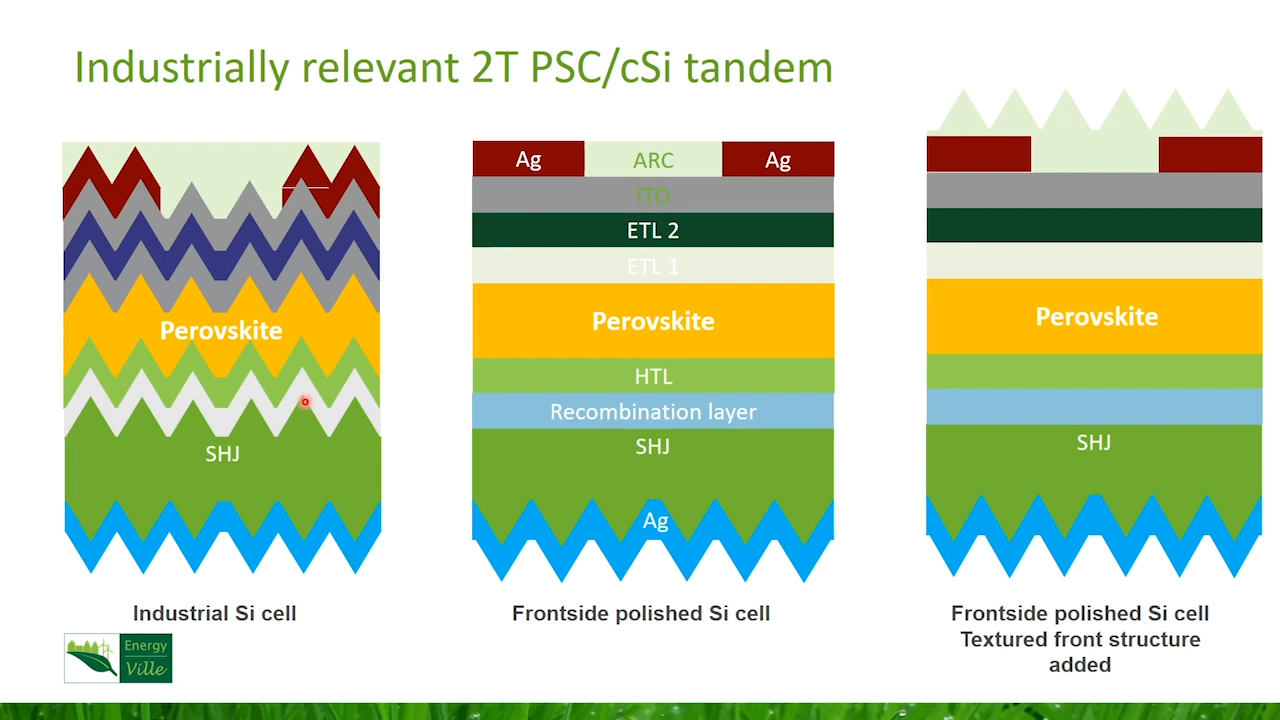 Industrially relevant 2T PSC/cSi tandem
Perovskite
SHJ
Industrial Si cell
Ag
ARC
Ag
ITO
ETL 2
ETL 1
Perovskite
HTL
Recombination layer
SHJ
Ag
Frontside polished Si cell
Perovskite
SHJ
Frontside polished Si cell
Textured front structure
added
Energy
Ville